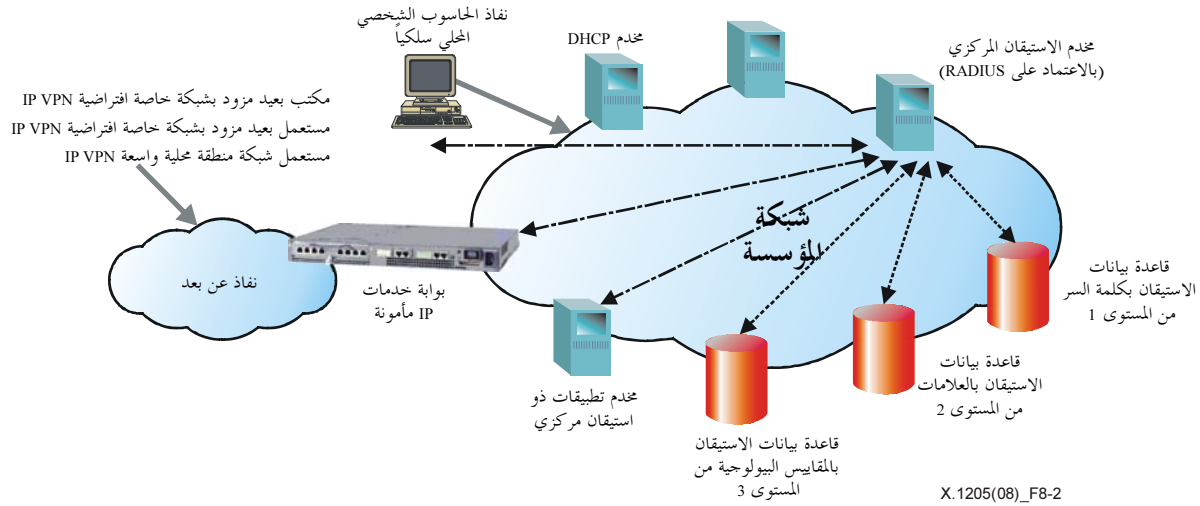 نفاذ الحاسوب الشخصي
المحلي سلكياً
مخدم DHCP
مخدم الاستيقان المركزي
(بالاعتماد على RADIUS)
مكتب بعيد مزود بشبكة خاصة افتراضية IP VPN
مستعمل بعيد مزود بشبكة خاصة افتراضية IP VPN
مستعمل شبكة منطقة محلية واسعة IP VPN
شبكة
المؤسسة
نفاذ عن بعد
بوابة خدمات
IP مأمونة
قاعدة بيانات
الاستيقان بكلمة السر
من المستوى 1
قاعدة بيانات
الاستيقان بالعلامات
من المستوى 2
مخدم تطبيقات ذو
استيقان مركزي
قاعدة بيانات الاستيقان
بالمقاييس البيولوجية من
المستوى 3
X.1205(08)_F8-2